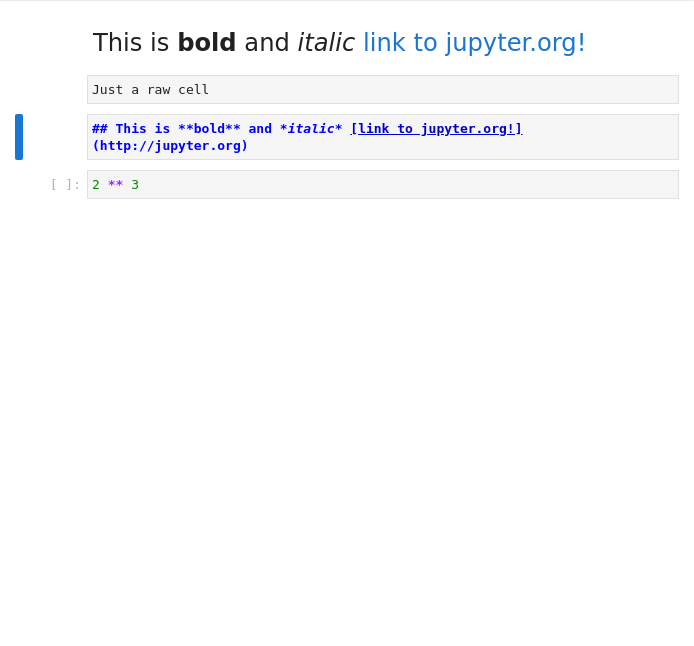 This is bold and italic link to jupyter.org!
Just a raw cell
## This is **bold** and *italic* [link to jupyter.org!]
(http://jupyter.org)
[ ]: 2 ** 3